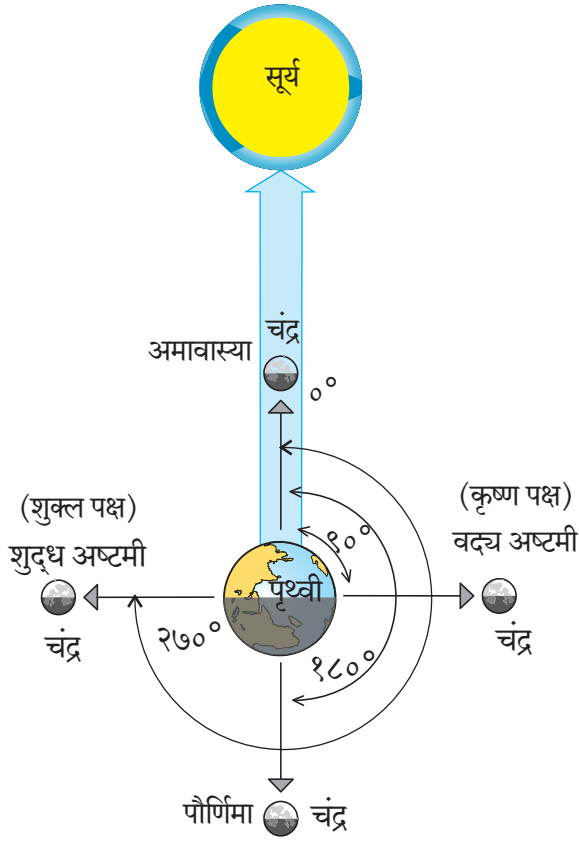 सूर्य
चंद्र
अमावास्या
०°
(शुक्ल पक्ष)
शुद्ध अष्टमी
चंद्र
(कृष्ण पक्ष)
वद्य अष्टमी
चंद्र
९०°
पृथ्वी
२७०°
१८०°
पौर्णिमा चंद्र